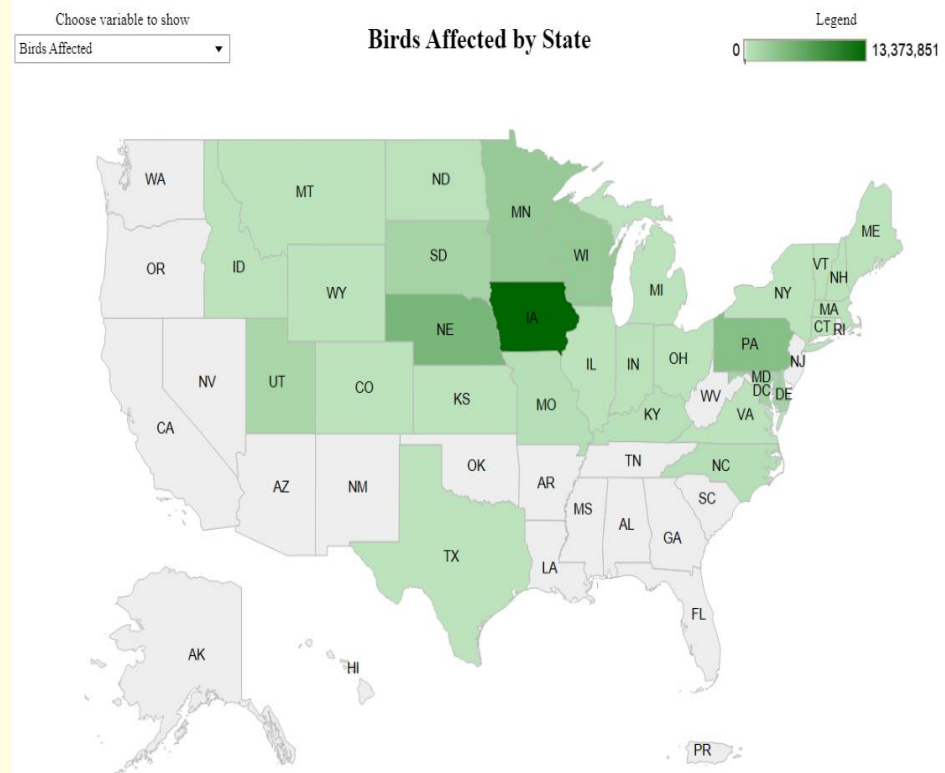 Choose variable to show
Birds Affected
Birds Affected by State
Legend
0 13,373,851
WA
MT
ND
MN
ME
OR
ID
SD
WI
VT
NH
WY
MI
NY
MA
CT
RI
NE
IA
PA
NJ
NV
UT
CO
KS
MO
IL
IN
OH
WV
MD
DC
DE
VA
KY
CA
AZ
NM
OK
AR
TN
NC
SC
MS
AL
GA
TX
LA
FL
AK
HI
PR